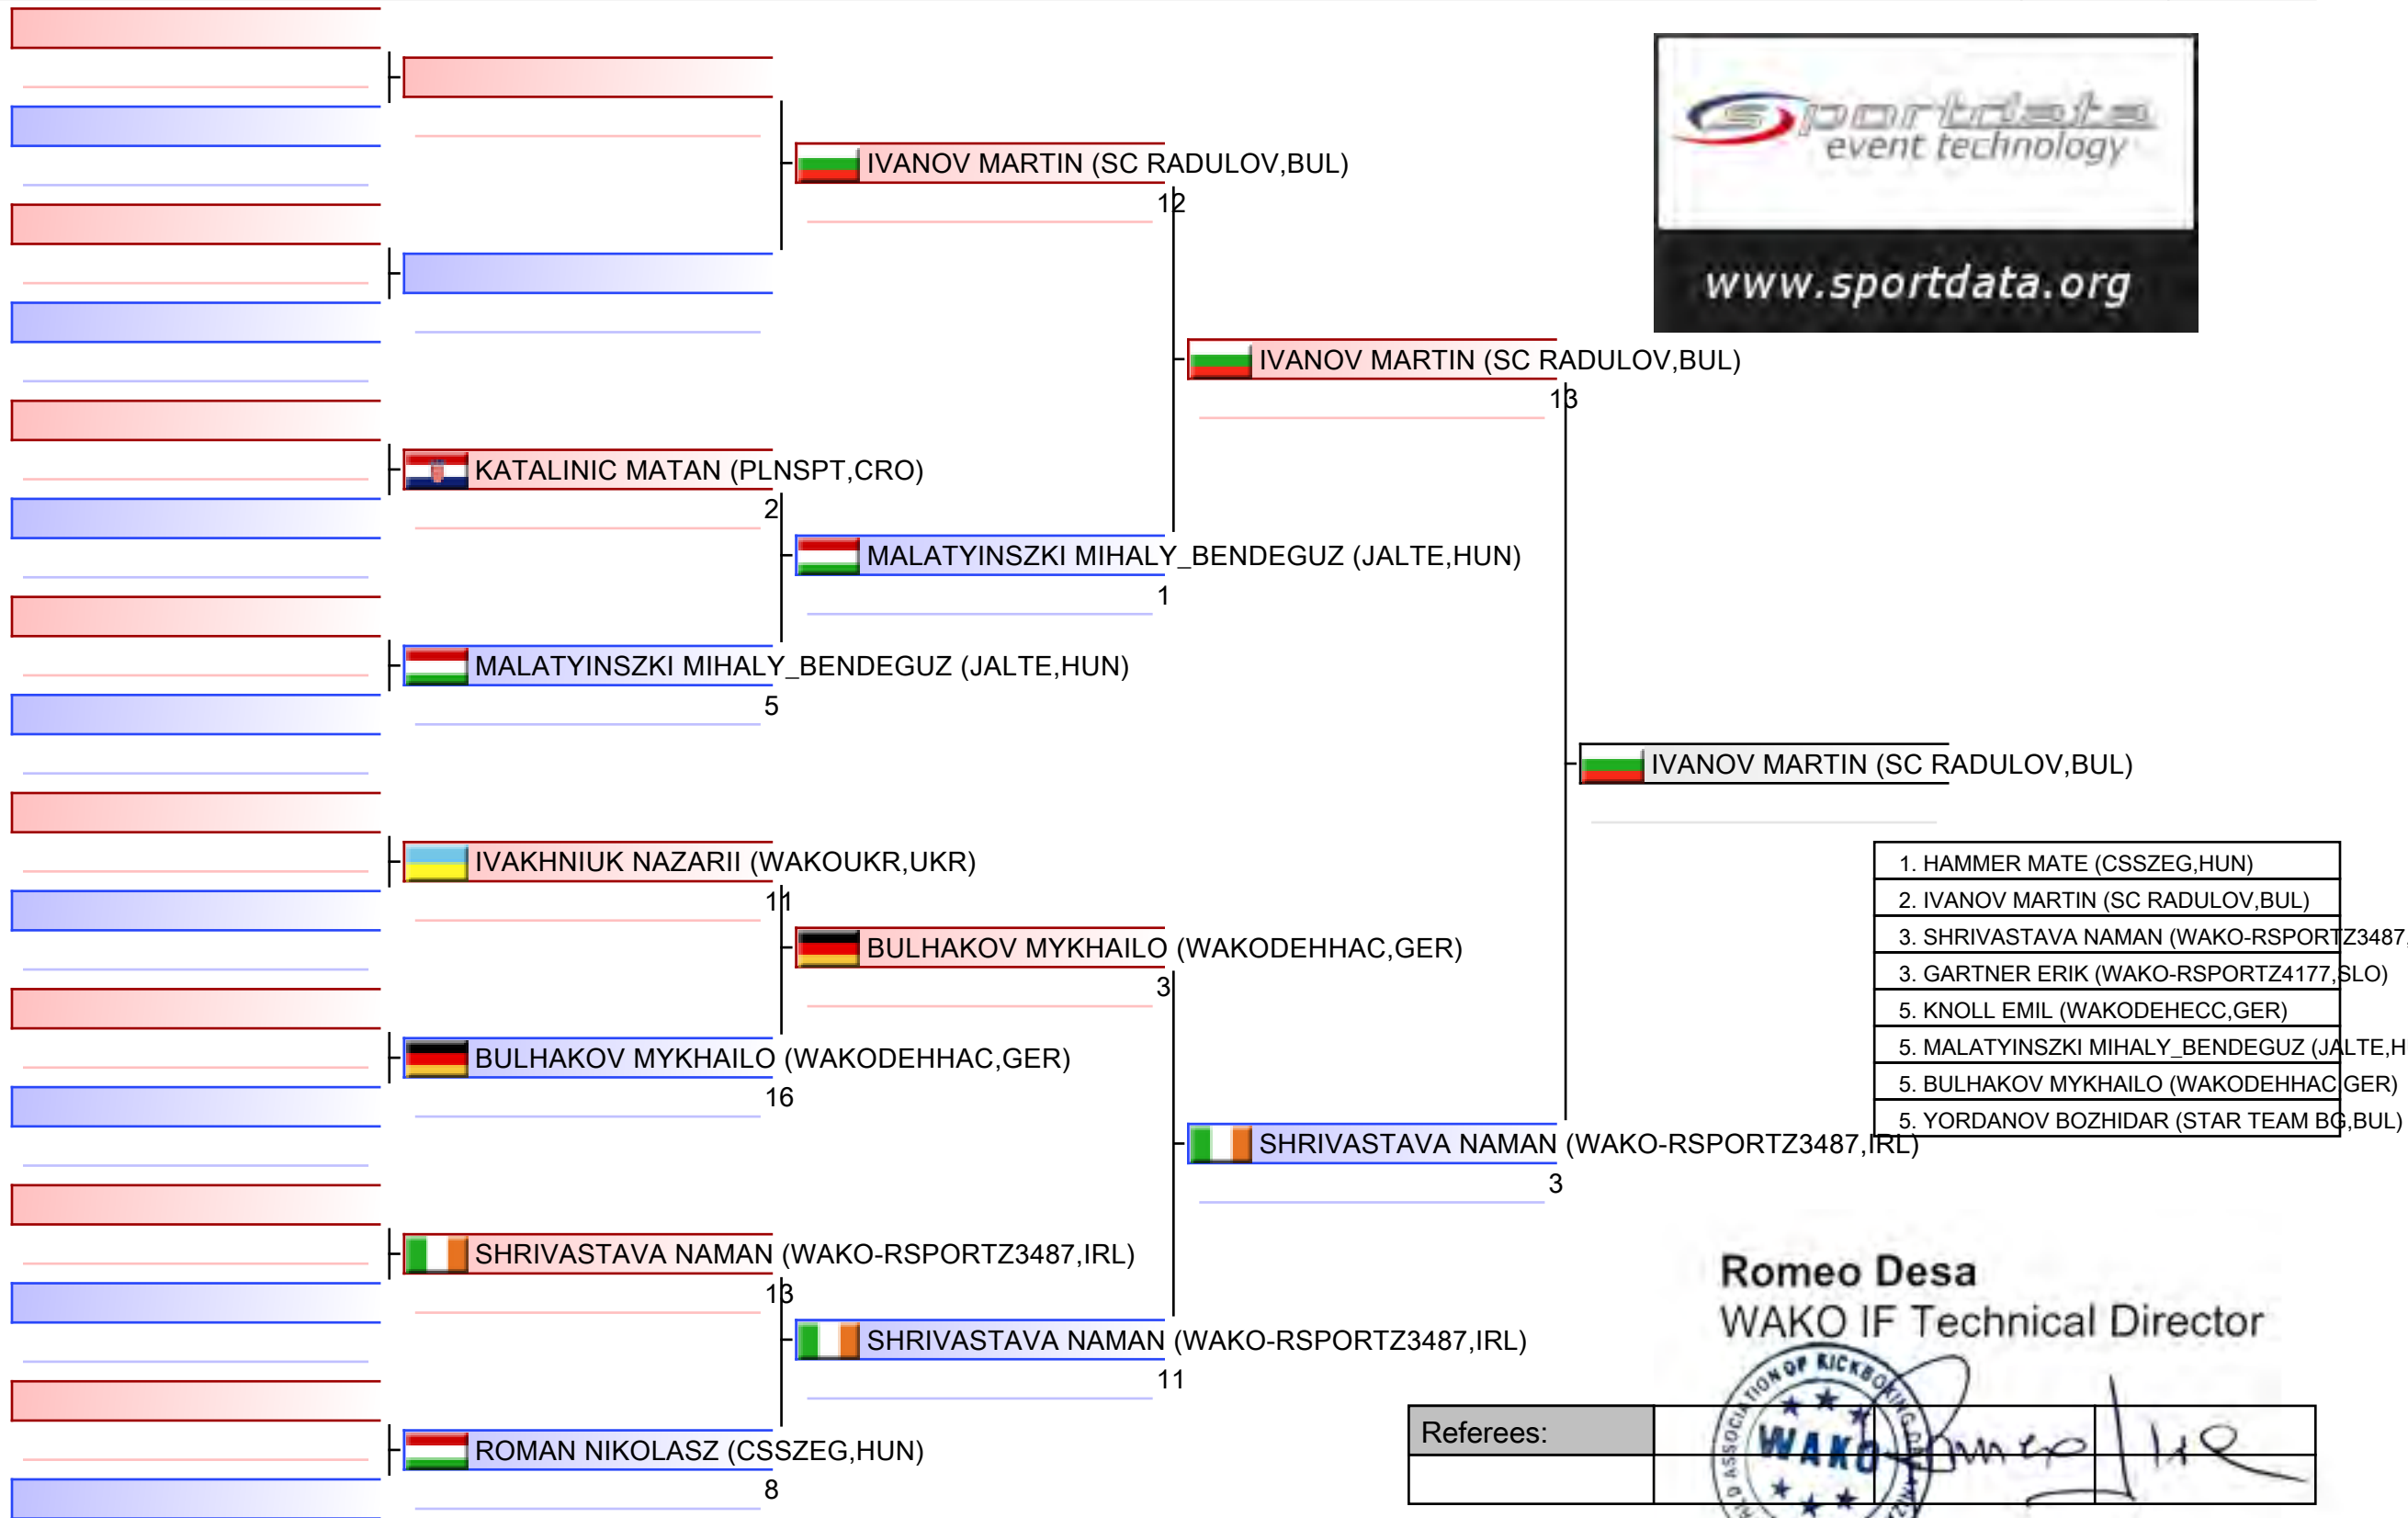 sportdata
event technology
www.sportdata.org
IVANOV MARTIN (SC RADULOV,BUL)
12
IVANOV MARTIN (SC RADULOV,BUL)
13
KATALINIC MATAN (PLNSPT,CRO)
2
MALATYINSZKI MIHALY_BENDEGUZ (JALTE,HUN)
1
MALATYINSZKI MIHALY_BENDEGUZ (JALTE,HUN)
5
IVANOV MARTIN (SC RADULOV,BUL)
IVAKHNIUK NAZARII (WAKOUKR,UKR)
11
BULHAKOV MYKHAILO (WAKODEHHAC,GER)
3
BULHAKOV MYKHAILO (WAKODEHHAC,GER)
16
SHRIVASTAVA NAMAN (WAKO-RSPORTZ3487,IRL)
3
SHRIVASTAVA NAMAN (WAKO-RSPORTZ3487,IRL)
13
SHRIVASTAVA NAMAN (WAKO-RSPORTZ3487,IRL)
11
ROMAN NIKOLASZ (CSSZEG,HUN)
8
1. HAMMER MATE (CSSZEG,HUN)
2. IVANOV MARTIN (SC RADULOV,BUL)
3. SHRIVASTAVA NAMAN (WAKO-RSPORTZ3487,
3. GARTNER ERIK (WAKO-RSPORTZ4177,SLO)
5. KNOLL EMIL (WAKODEHECC,GER)
5. MALATYINSZKI MIHALY_BENDEGUZ (JALTE,H
5. BULHAKOV MYKHAILO (WAKODEHHAC,GER)
5. YORDANOV BOZHIDAR (STAR TEAM BG,BUL)
Romeo Desa
WAKO IF Technical Director
Referees:
ASSOCIATION OF KICKBOXING
WAKO